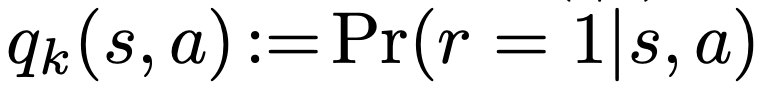 q_k(s, a) := Pr(r = 1|s, a)